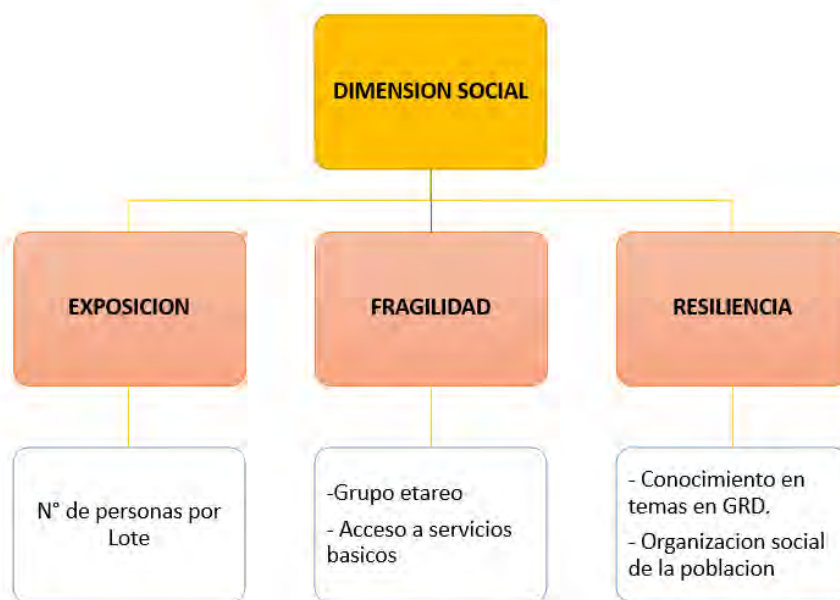 DIMENSION SOCIAL
EXPOSICION
FRAGILIDAD
RESILIENCIA
N° de personas por
Lote
-Grupo etareo
- Acceso a servicios
basicos
- Conocimiento en
temas en GRD.
- Organizacion social
de la poblacion